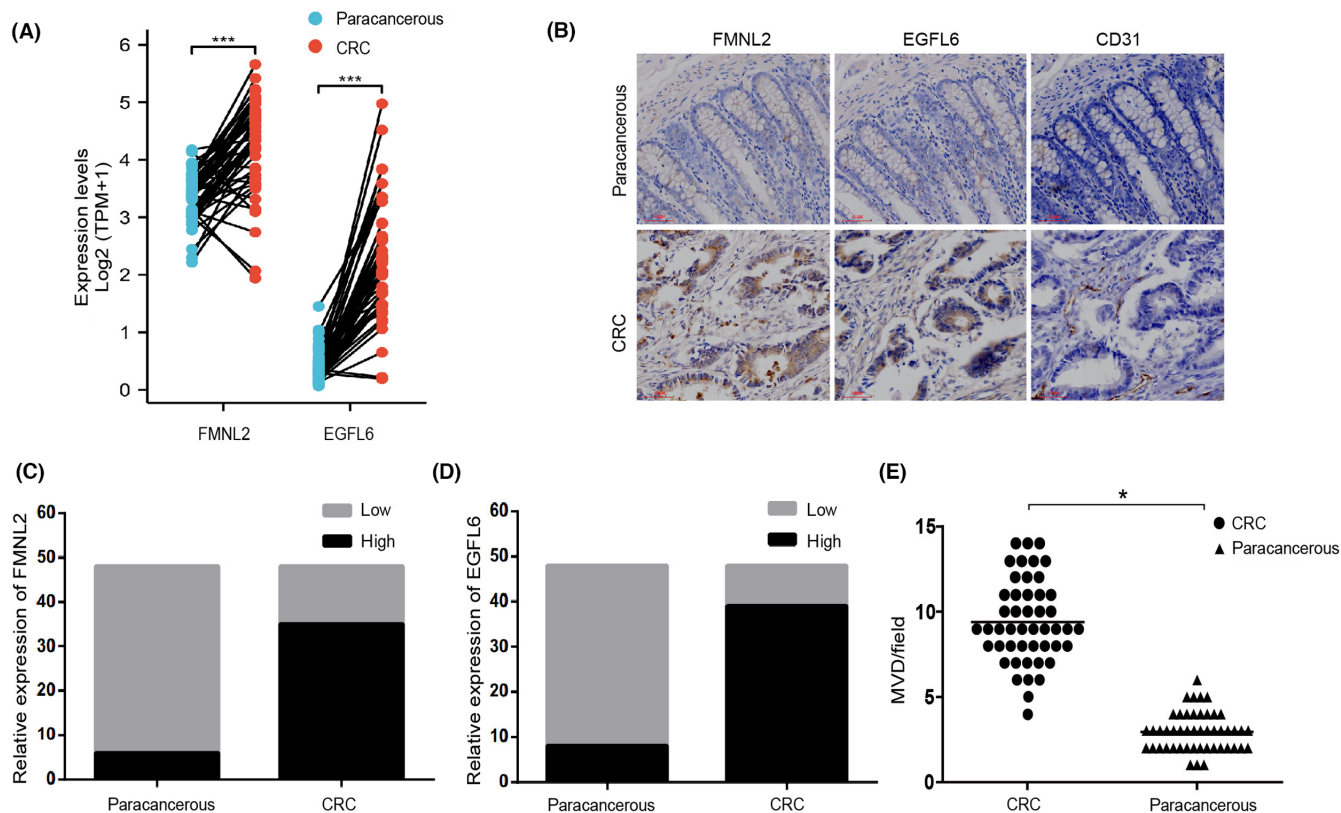 (A)
Paracancerous
CRC
***
***
Expression levels
Log2 (TPM+1)
6
5
4
3
2
1
0
FMNL2
EGFL6
(B)
FMNL2
EGFL6
CD31
Paracancerous
CRC
(C)
Relative expression of FMNL2
Low
High
60
50
40
30
20
10
0
Paracancerous
CRC
(D)
Relative expression of EGFL6
Low
High
60
50
40
30
20
10
0
Paracancerous
CRC
(E)
*
CRC
Paracancerous
MVD/field
15
10
5
0
CRC
Paracancerous